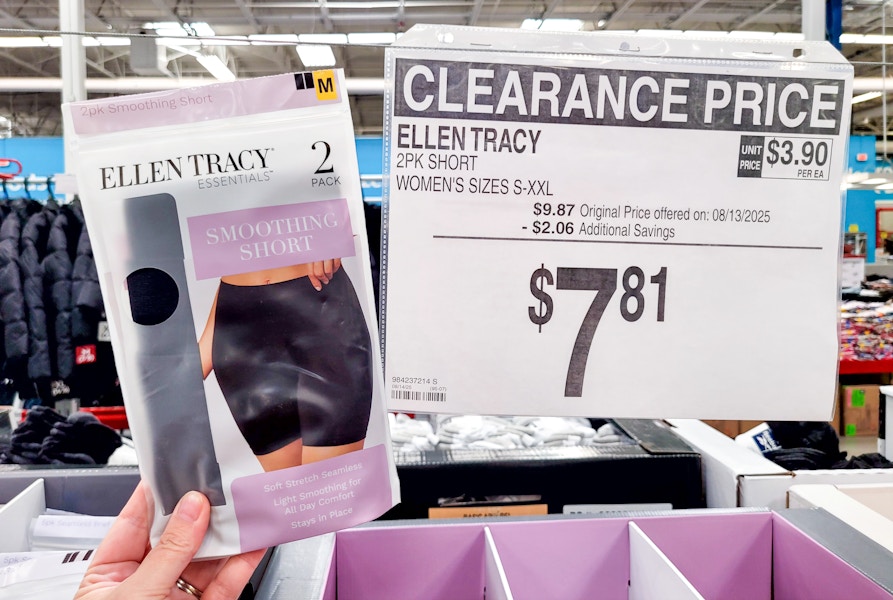 2pk Smoothing Short
M
ELLEN TRACY
ESSENTIALS™
2
PACK
SMOOTHING
SHORT
Soft Stretch Seamless
Light Smoothing for
All Day Comfort
Stays in Place
CLEARANCE PRICE
ELLEN TRACY
2PK SHORT
WOMEN'S SIZES S-XXL
UNIT
PRICE
$3.90
PER EA
$9.87 Original Price offered on: 08/13/2025
- $2.06 Additional Savings
$7.81
984237214 S